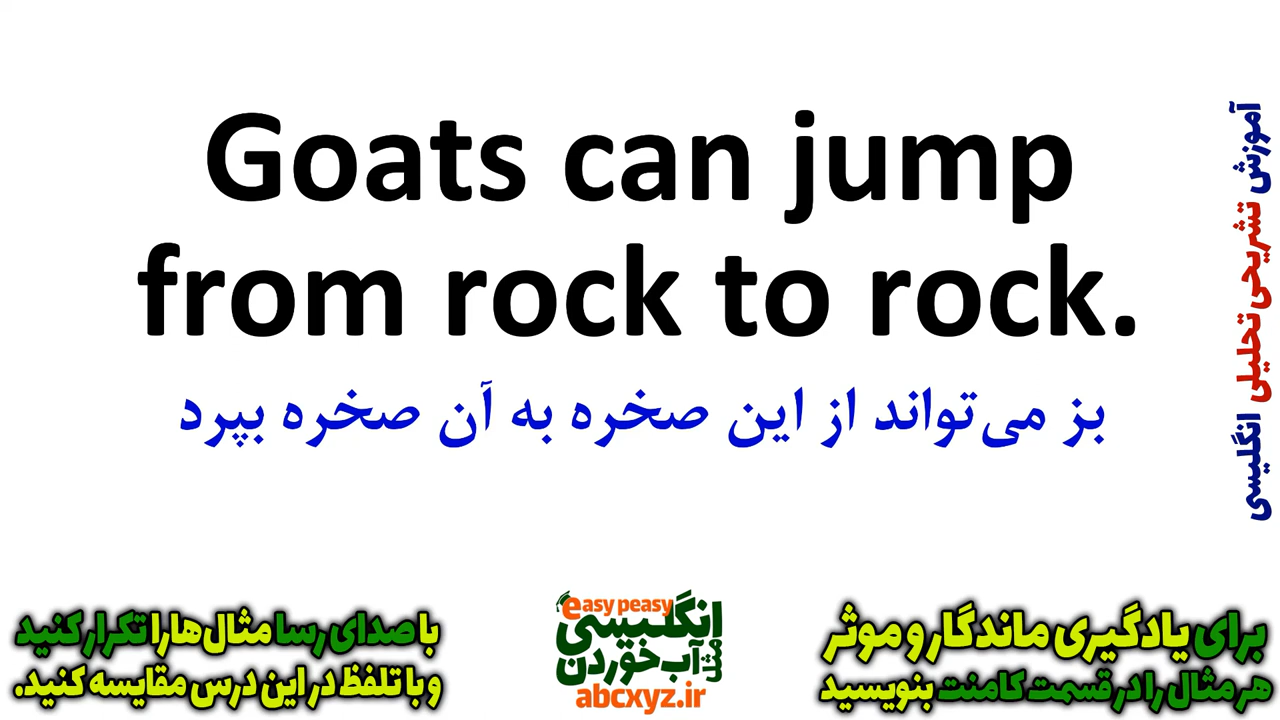 Goats can jump
from rock to rock.
بز می‌تواند از این صخره به آن صخره بپرد
آموزش تشریحی تحلیلی انگلیسی
برای یادگیری ماندگار و موثر
هر مثال را در قسمت کامنت بنویسید
easy peasy
انگلیسی
مثل آب خوردن
abcxyz.ir
با صدای رسا مثال‌ها را تکرار کنید
و با تلفظ در این درس مقایسه کنید.